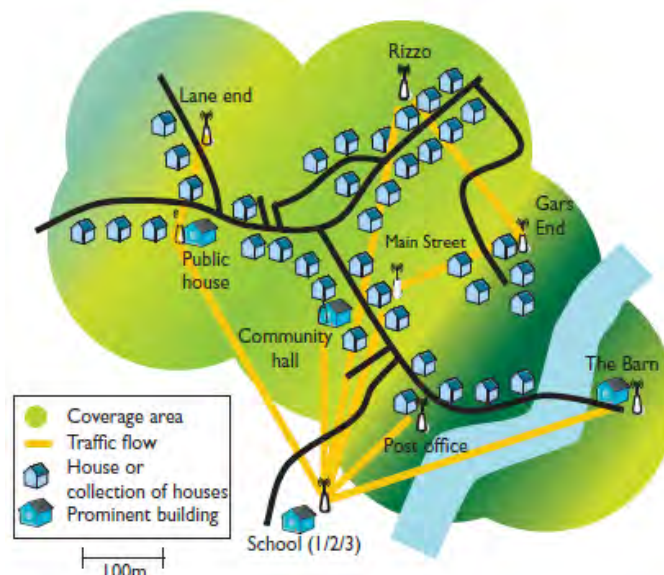 Rizzo
Lane end
Gars
End
Main Street
Public
house
Community
hall
The Barn
Post office
School (1/2/3)
Coverage area
Traffic flow
House or
collection of houses
Prominent building
100m